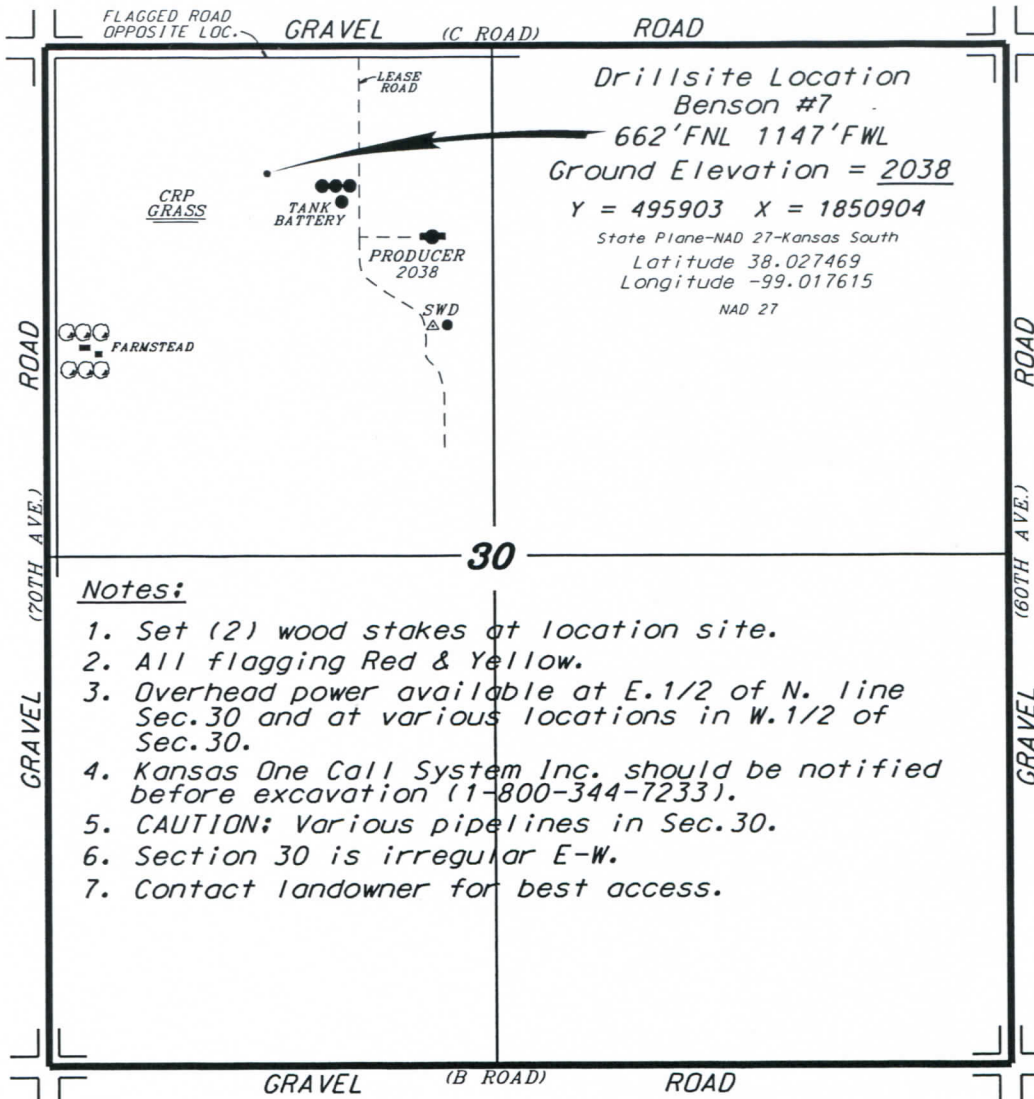 FLAGGED ROAD
OPPOSITE LOC.
GRAVEL (C ROAD) ROAD
LEASE
ROAD
Drillsite Location
Benson #7
662'FNL 1147'FWL
Ground Elevation = 2038
Y = 495903 X = 1850904
State Plane-NAD 27-Kansas South
Latitude 38.027469
Longitude -99.017615
NAD 27
CRP
GRASS
TANK
BATTERY
PRODUCER
2038
SWD
FARMSTEAD
GRAVEL (70TH AVE.) ROAD
GRAVEL (60TH AVE.) ROAD
30
Notes:
1. Set (2) wood stakes at location site.
2. All flagging Red & Yellow.
3. Overhead power available at E.1/2 of N. line
Sec.30 and at various locations in W.1/2 of
Sec.30.
4. Kansas One Call System Inc. should be notified
before excavation (1-800-344-7233).
5. CAUTION: Various pipelines in Sec.30.
6. Section 30 is irregular E-W.
7. Contact landowner for best access.
GRAVEL (B ROAD) ROAD